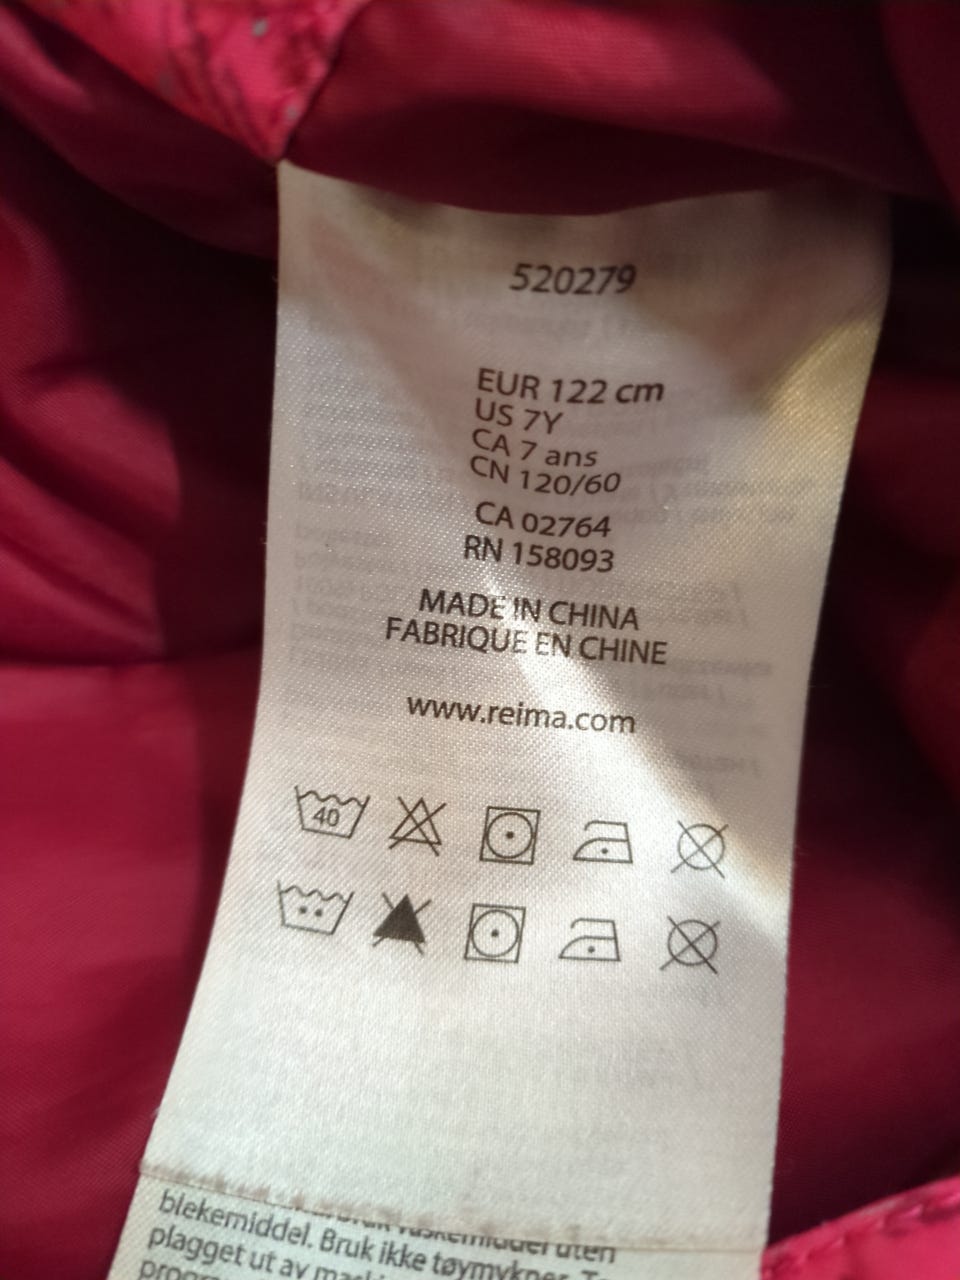 520279
EUR 122 cm
US 7Y
CA 7 ans
CN 120/60
CA 02764
RN 158093
MADE IN CHINA
FABRIQUE EN CHINE
www.reima.com
40
uten
blekemiddel. Bruk ikke tøymykner.
plagget ut av